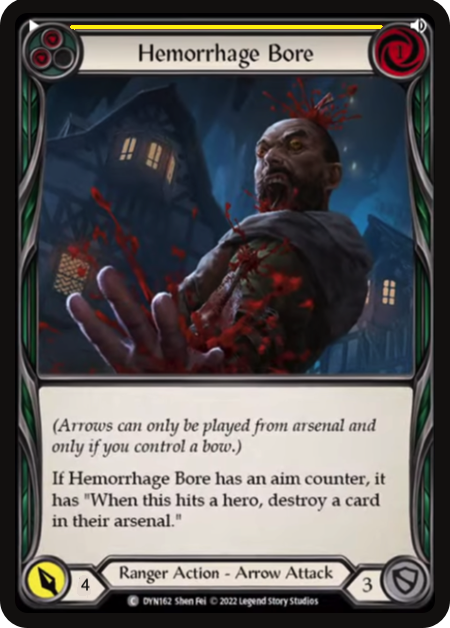 Hemorrhage Bore
1
(Arrows can only be played from arsenal and
only if you control a bow.)
If Hemorrhage Bore has an aim counter, it
has "When this hits a hero, destroy a card
in their arsenal."
4
Ranger Action - Arrow Attack
3
C DYN162 Shen Fei © 2022 Legend Story Studios